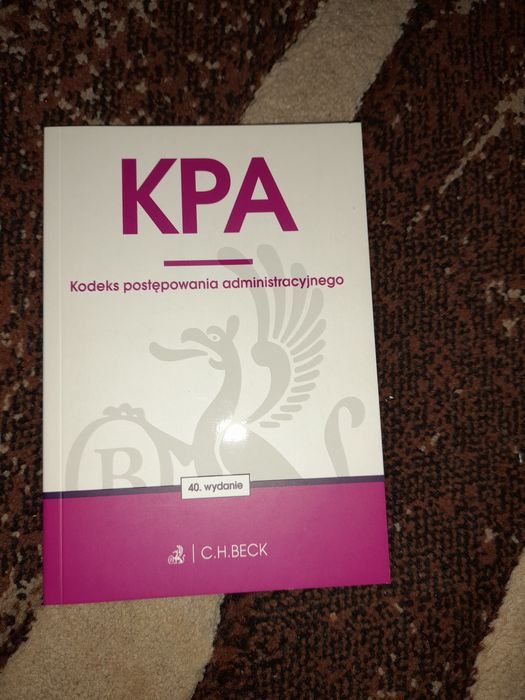 KPA
Kodeks postępowania administracyjnego
B
40. wydanie
C.H.BECK